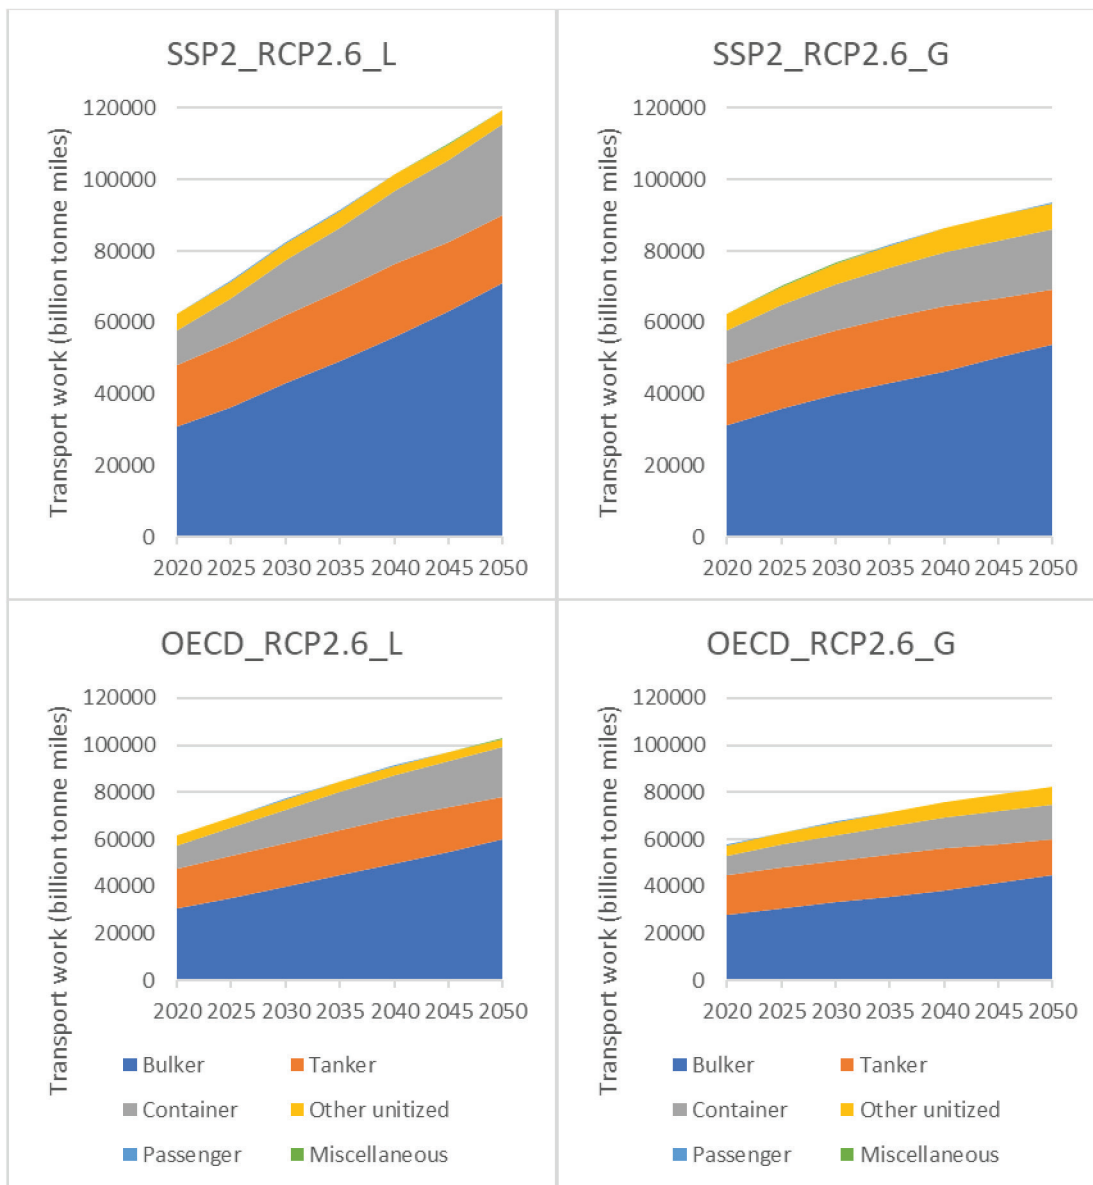 SSP2_RCP2.6_L
Transport work (billion tonne miles)
120000
100000
80000
60000
40000
20000
0
2020 2025 2030 2035 2040 2045 2050
SSP2_RCP2.6_G
Transport work (billion tonne miles)
120000
100000
80000
60000
40000
20000
0
2020 2025 2030 2035 2040 2045 2050
OECD_RCP2.6_L
Transport work (billion tonne miles)
120000
100000
80000
60000
40000
20000
0
2020 2025 2030 2035 2040 2045 2050
Bulker Tanker
Container Other unitized
Passenger Miscellaneous
OECD_RCP2.6_G
Transport work (billion tonne miles)
120000
100000
80000
60000
40000
20000
0
2020 2025 2030 2035 2040 2045 2050
Bulker Tanker
Container Other unitized
Passenger Miscellaneous